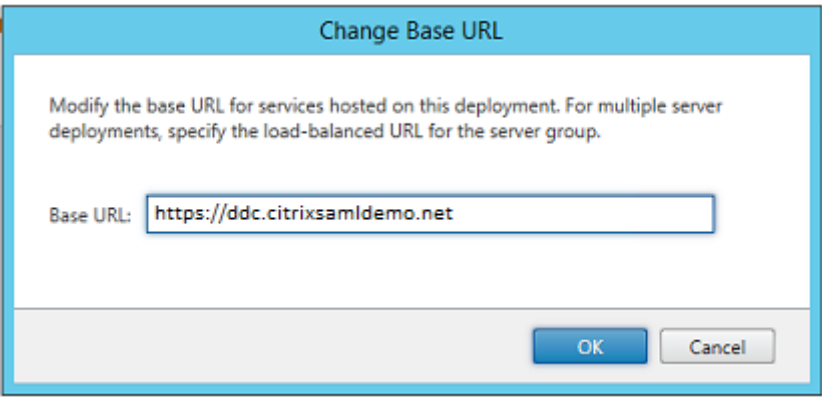 Change Base URL
Modify the base URL for services hosted on this deployment. For multiple server
deployments, specify the load-balanced URL for the server group.
Base URL: https://ddc.citrixsamldemo.net
OK Cancel